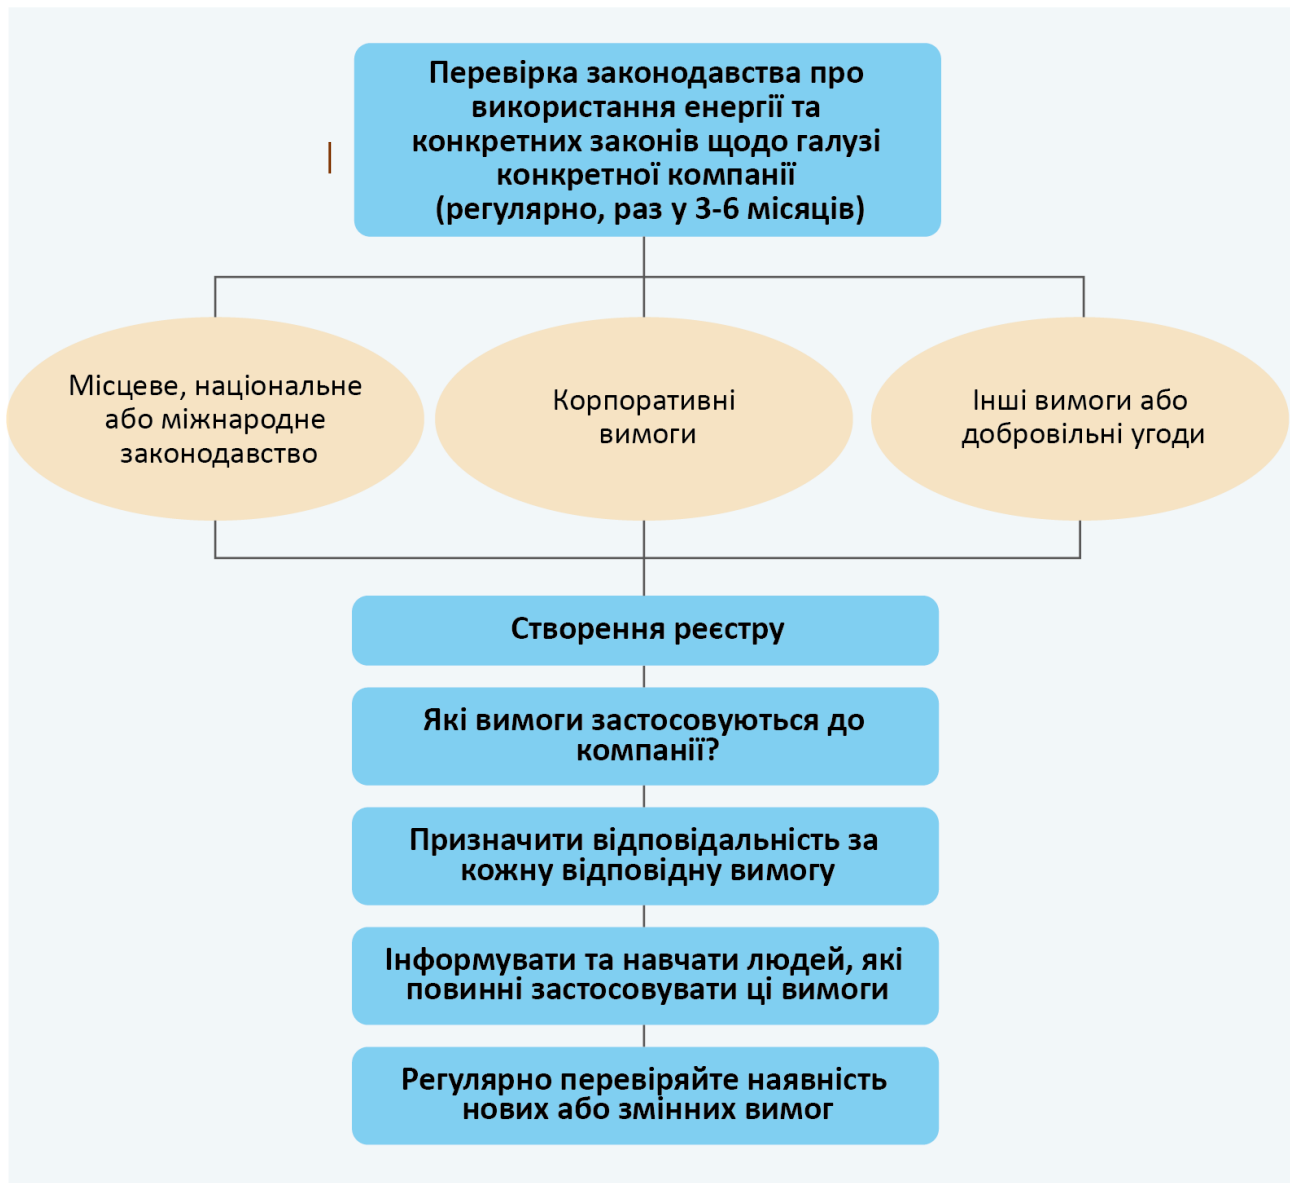 Перевірка законодавства про
використання енергії та
конкретних законів щодо галузі
конкретної компанії
(регулярно, раз у 3-6 місяців)
Місцеве, національне
або міжнародне
законодавство
Корпоративні
вимоги
Інші вимоги або
добровільні угоди
Створення реєстру
Які вимоги застосовуються до
компанії?
Призначити відповідальність за
кожну відповідну вимогу
Інформувати та навчати людей, які
повинні застосовувати ці вимоги
Регулярно перевіряйте наявність
нових або змінних вимог